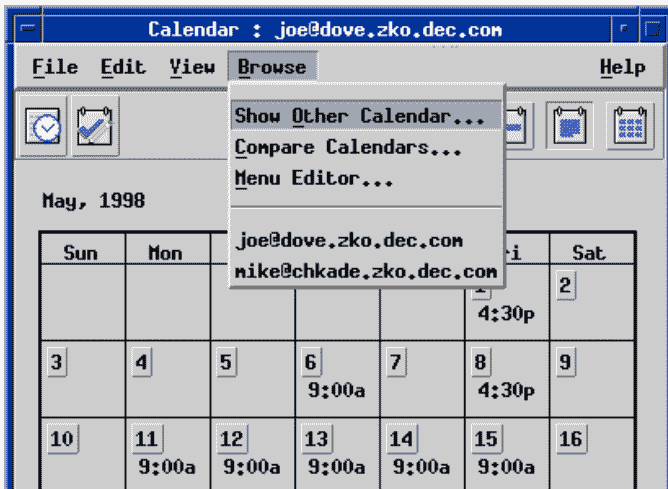 Calendar : joe@dove.zko.dec.com
File Edit View Browse Help
Show Other Calendar...
Compare Calendars...
Menu Editor...
joe@dove.zko.dec.com
mike@chkade.zko.dec.com
May, 1998
Sun Mon Sat
1 2
4:30p
3 4 5 6 7 8 9
9:00a 4:30p
10 11 12 13 14 15 16
9:00a 9:00a 9:00a 9:00a 9:00a